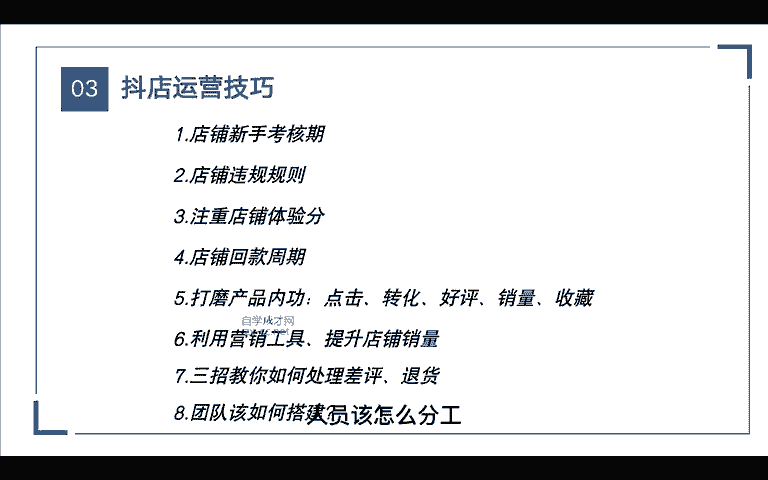 03 抖店运营技巧
1.店铺新手考核期
2.店铺违规规则
3.注重店铺体验分
4.店铺回款周期
5.打磨产品内功：点击、转化、好评、销量、收藏
自学成才网
6.利用营销工具、提升店铺销量
7.三招教你如何处理差评、退货
8.团队该如何搭建？
人员该怎么分工